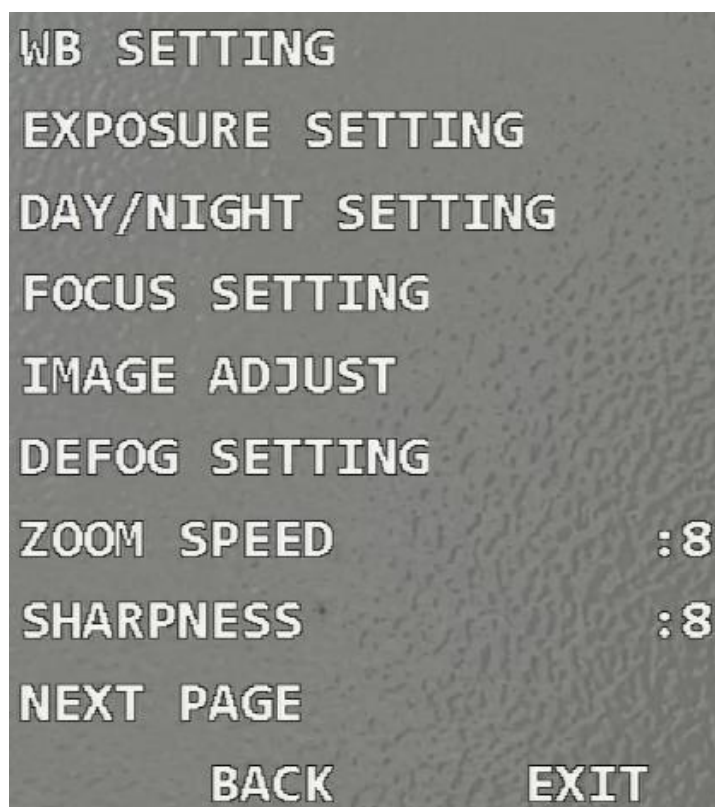 WB SETTING
EXPOSURE SETTING
DAY/NIGHT SETTING
FOCUS SETTING
IMAGE ADJUST
DEFOG SETTING
ZOOM SPEED :8
SHARPNESS :8
NEXT PAGE
BACK EXIT